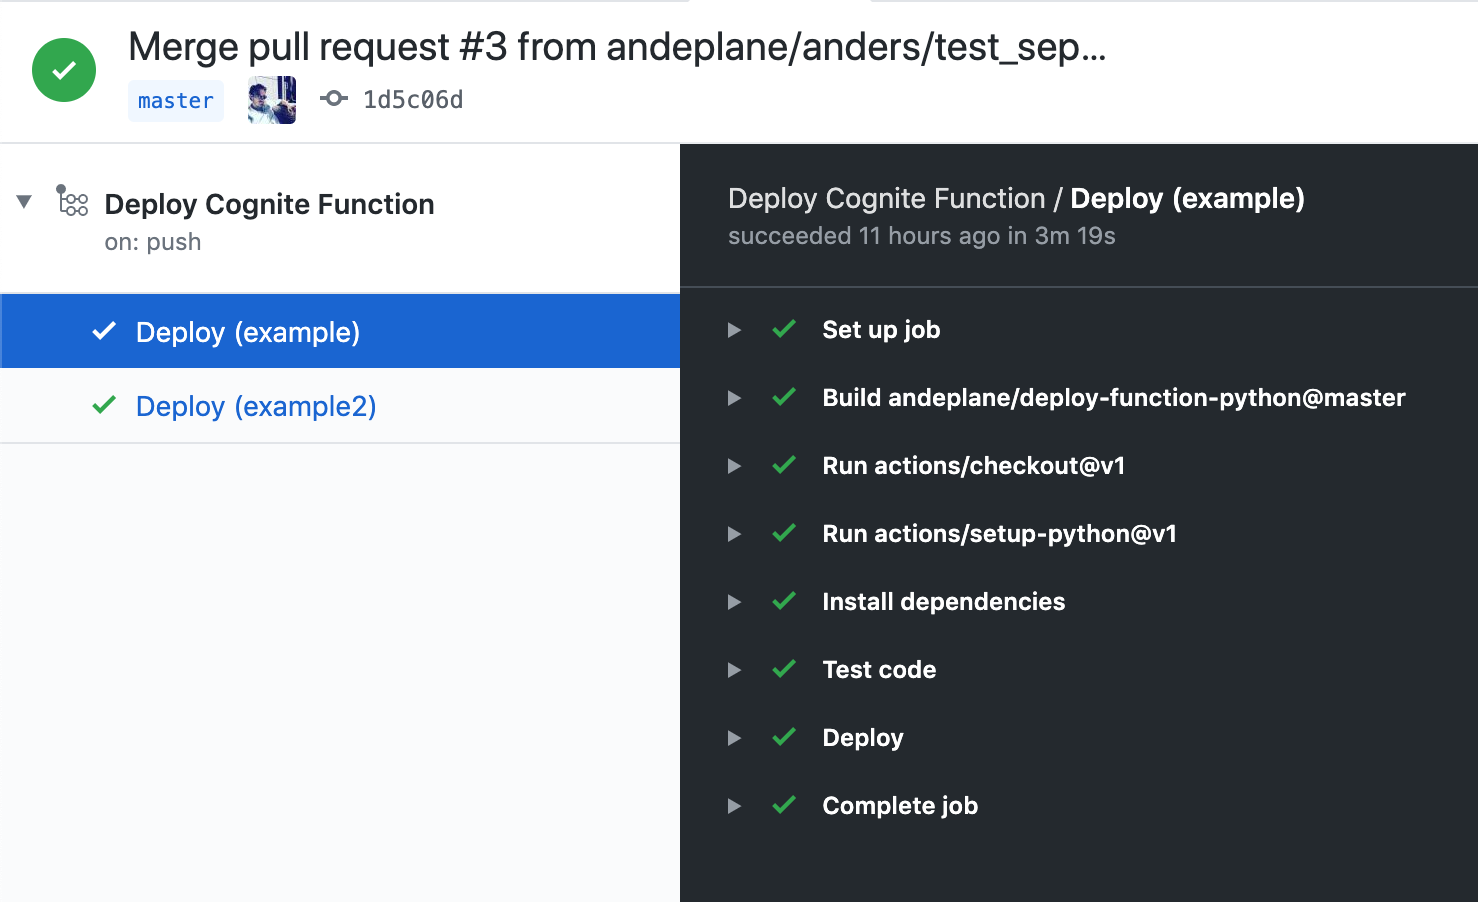 Merge pull request #3 from andeplane/anders/test_sep...
master
1d5c06d
Deploy Cognite Function
on: push
Deploy (example)
Deploy (example2)
Deploy Cognite Function / Deploy (example)
succeeded 11 hours ago in 3m 19s
Set up job
Build andeplane/deploy-function-python@master
Run actions/checkout@v1
Run actions/setup-python@v1
Install dependencies
Test code
Deploy
Complete job